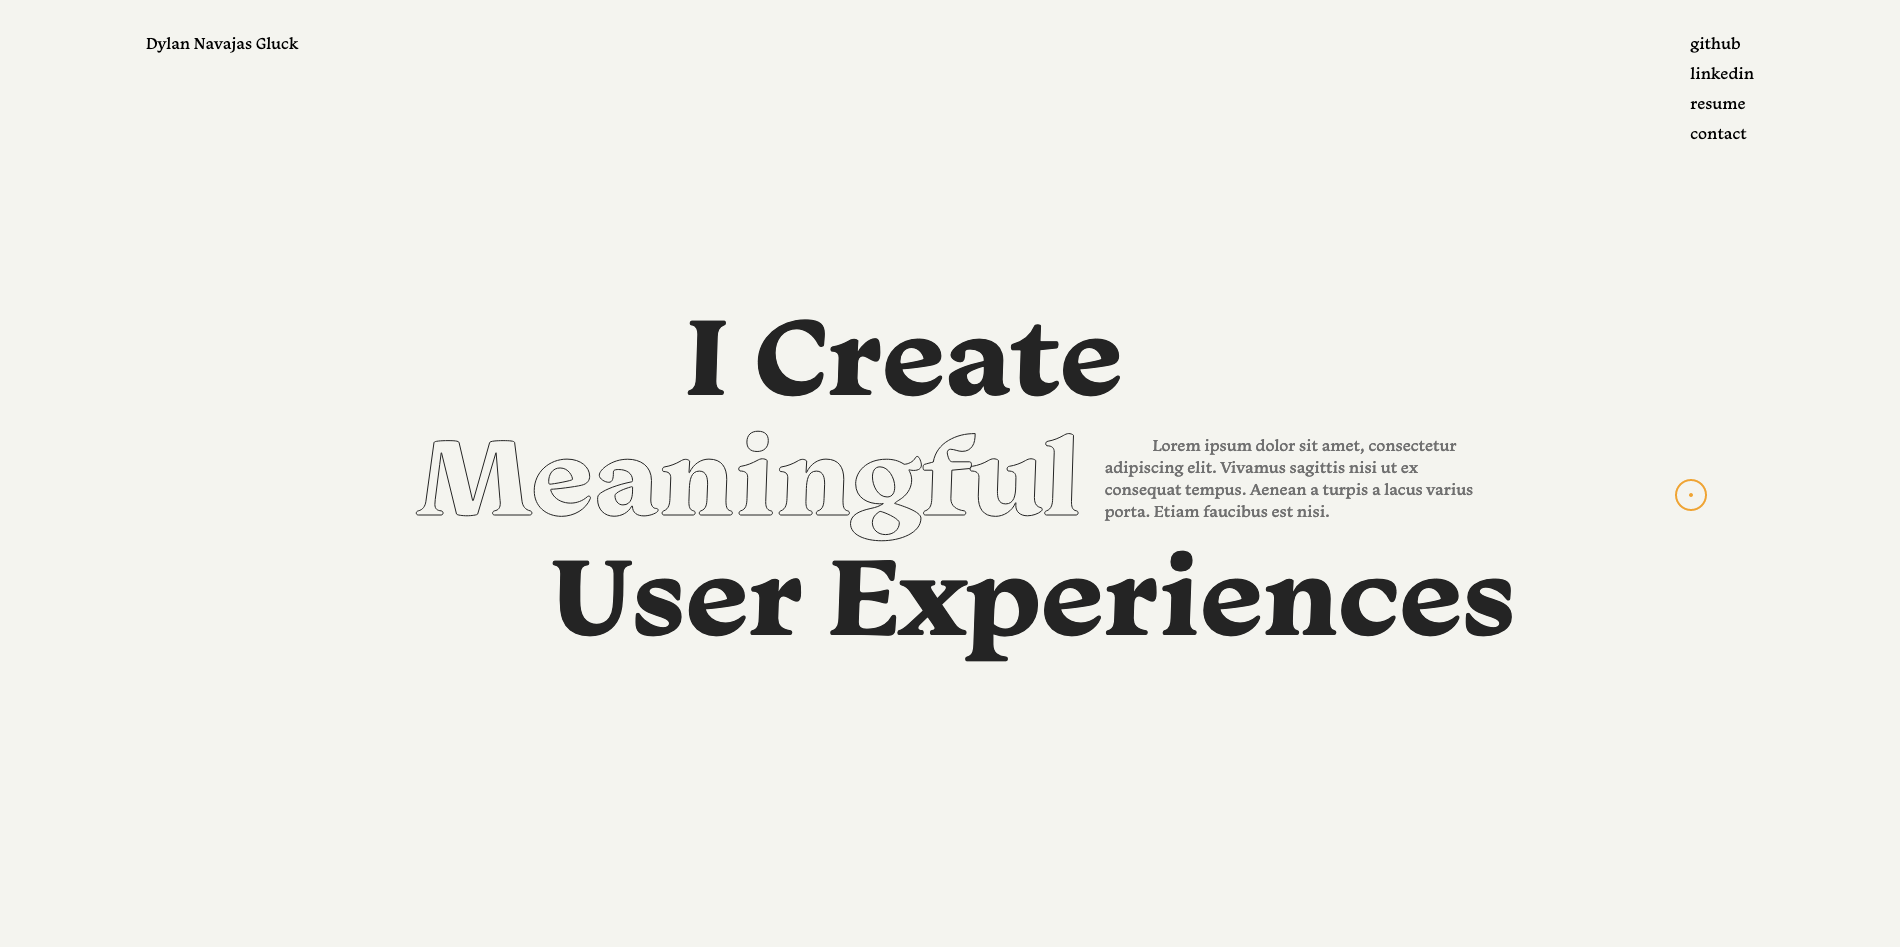 Dylan Navajas Gluck
github
linkedin
resume
contact
I Create
Meaningful
Lorem ipsum dolor sit amet, consectetur
adipiscing elit. Vivamus sagittis nisi ut ex
consequat tempus. Aenean a turpis a lacus varius
porta. Etiam faucibus est nisi.
User Experiences